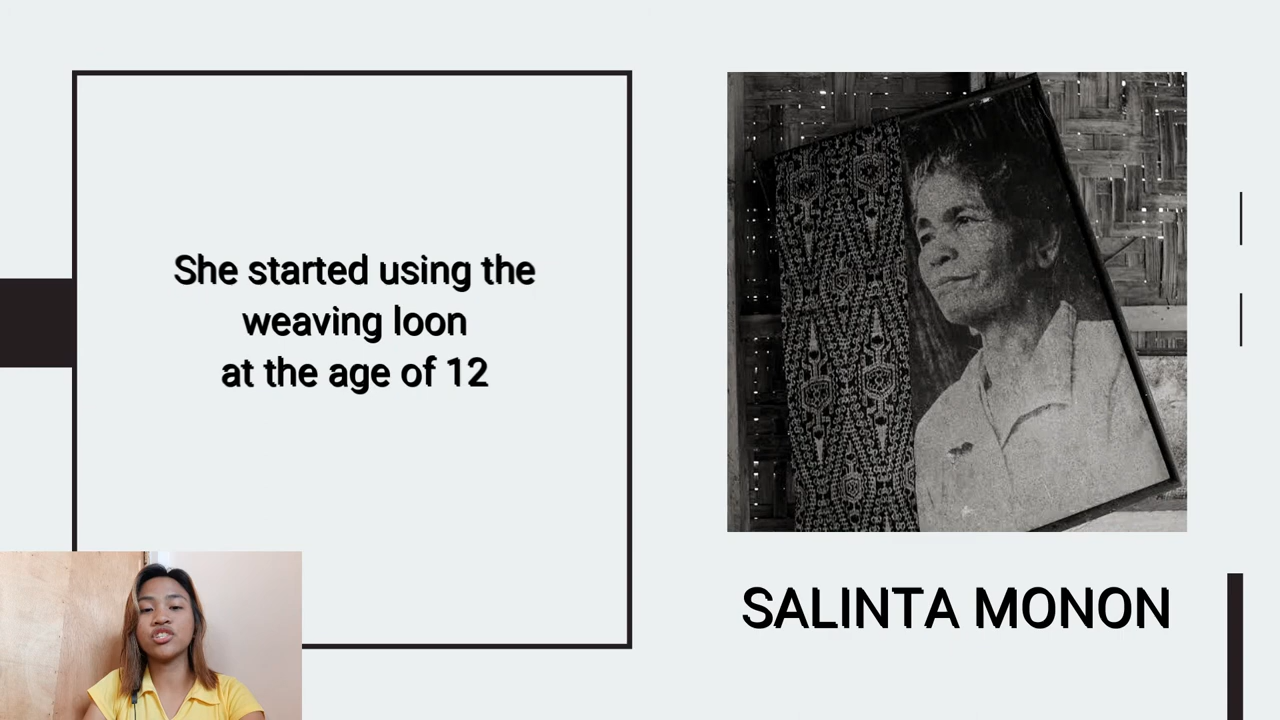 She started using the
weaving loon
at the age of 12
SALINTA MONON